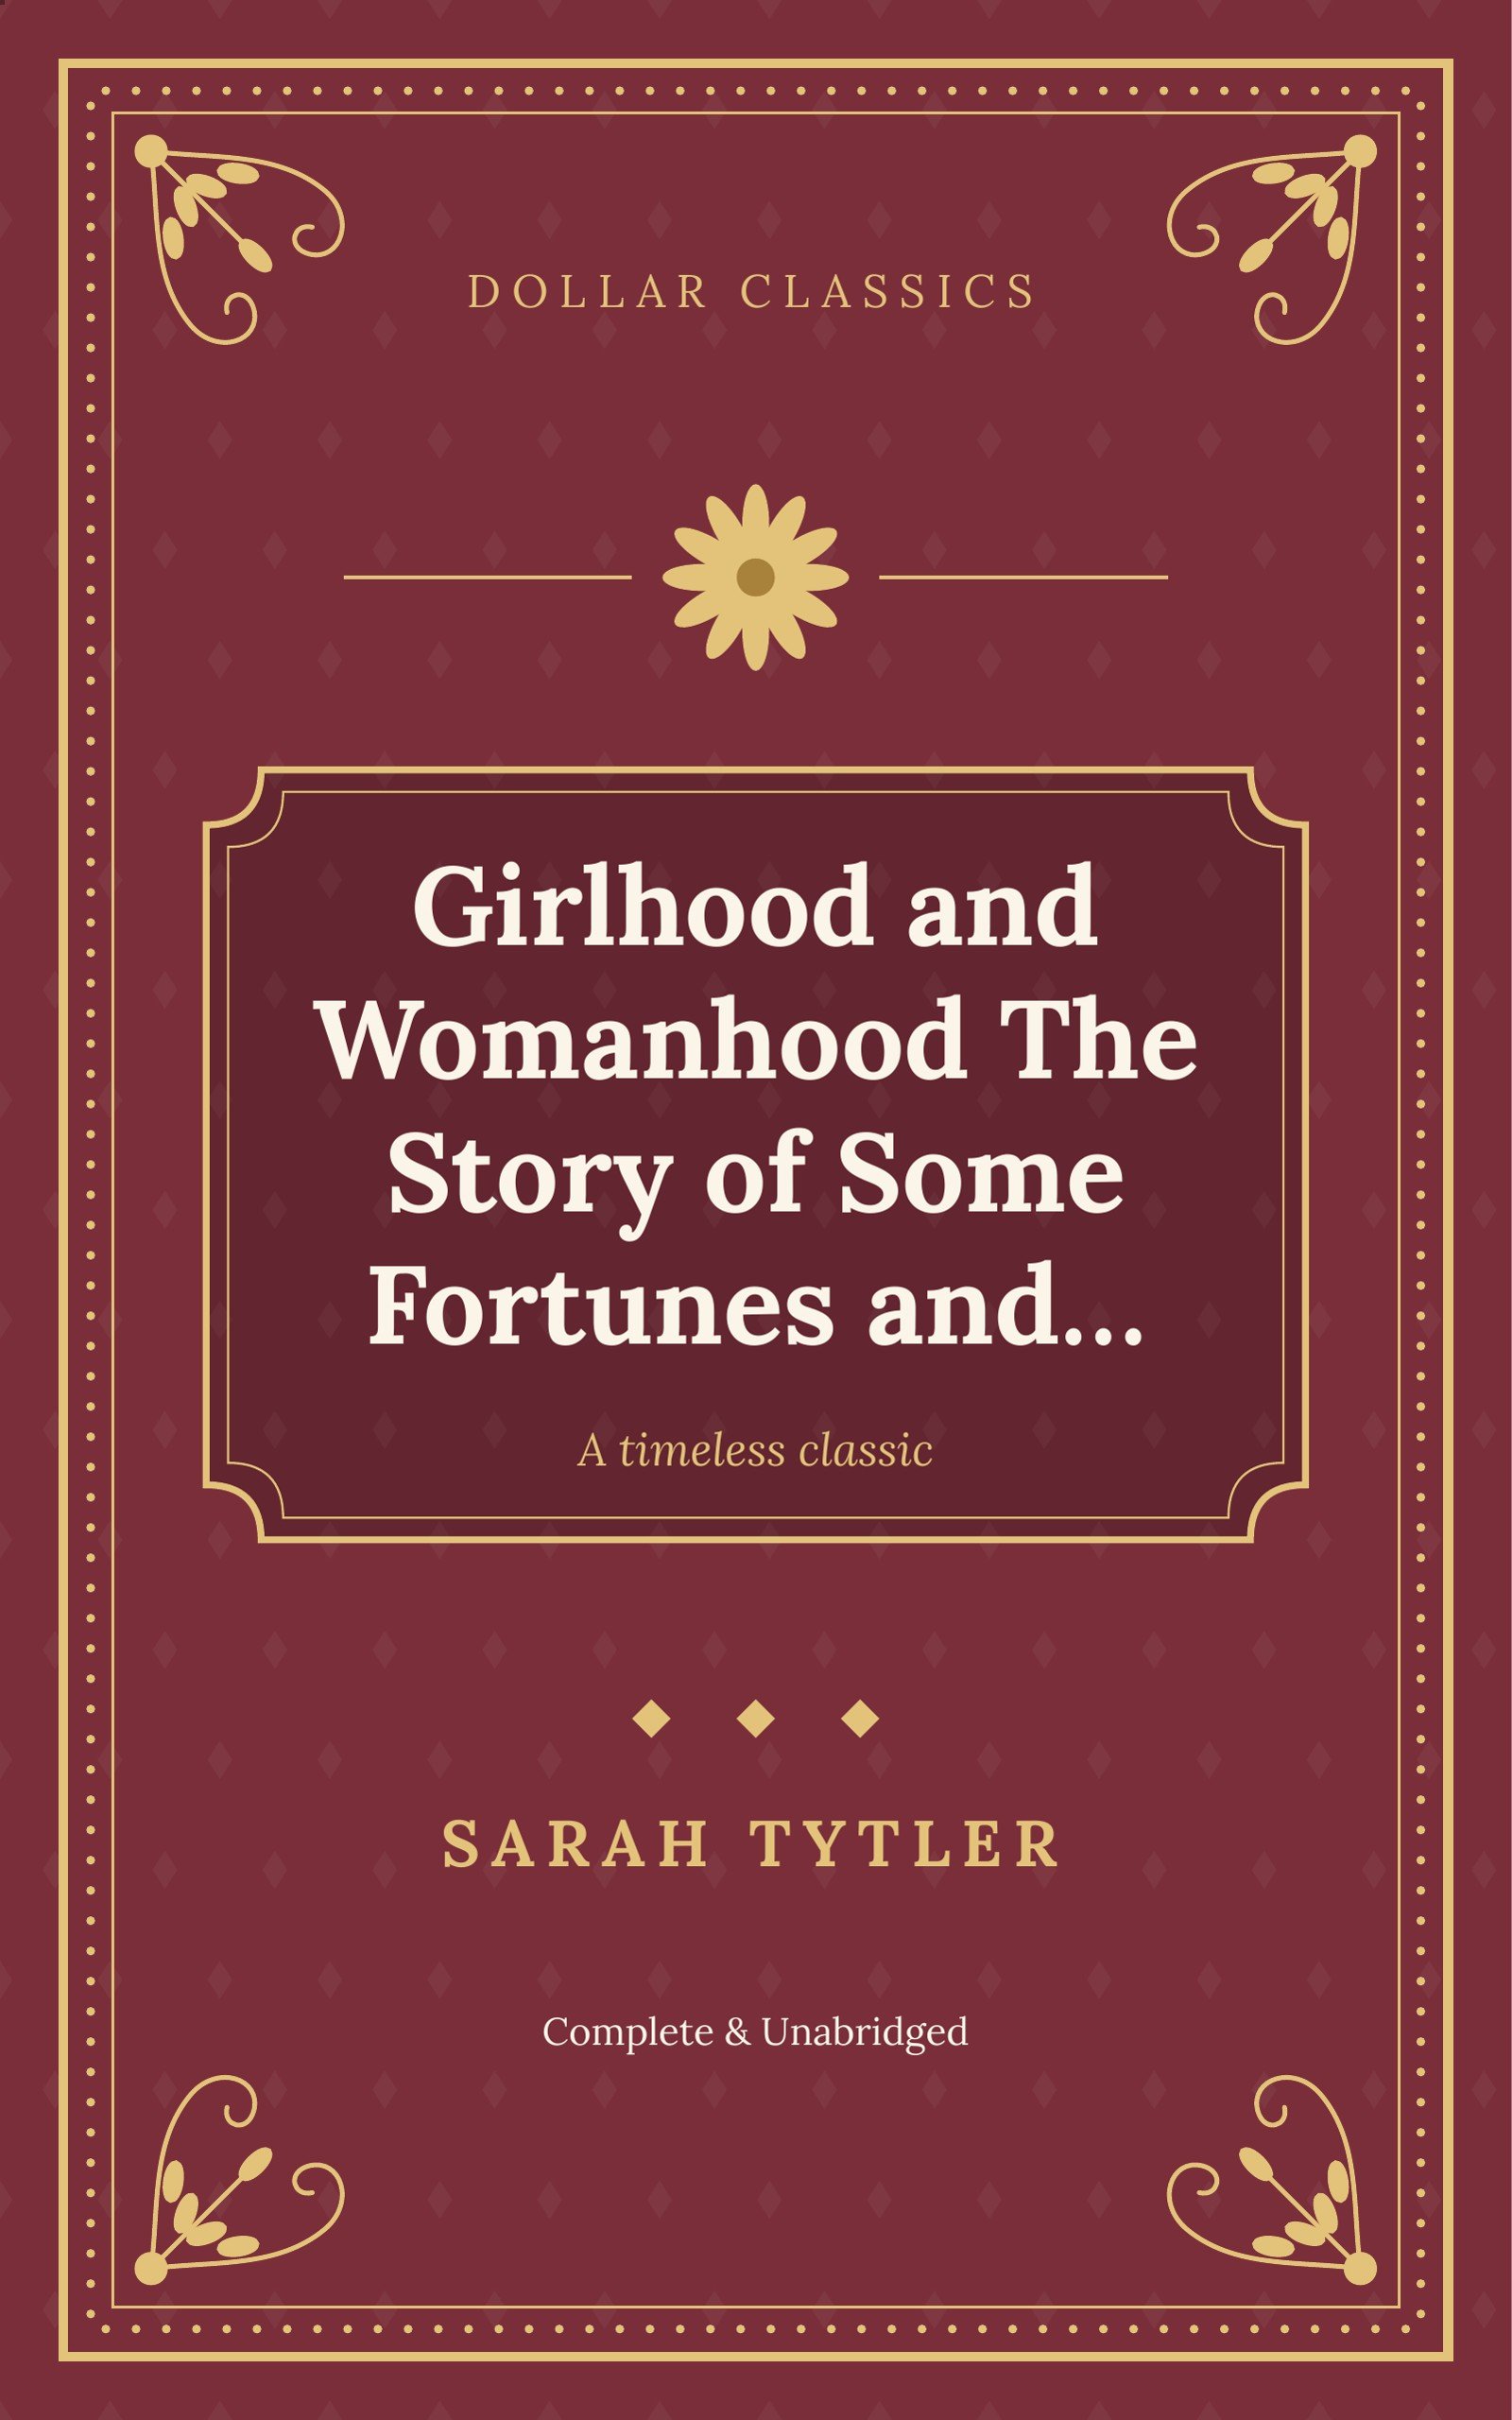 DOLLAR CLASSICS
Girlhood and
Womanhood The
Story of Some
Fortunes and...
A timeless classic
SARAH TYTLER
Complete & Unabridged